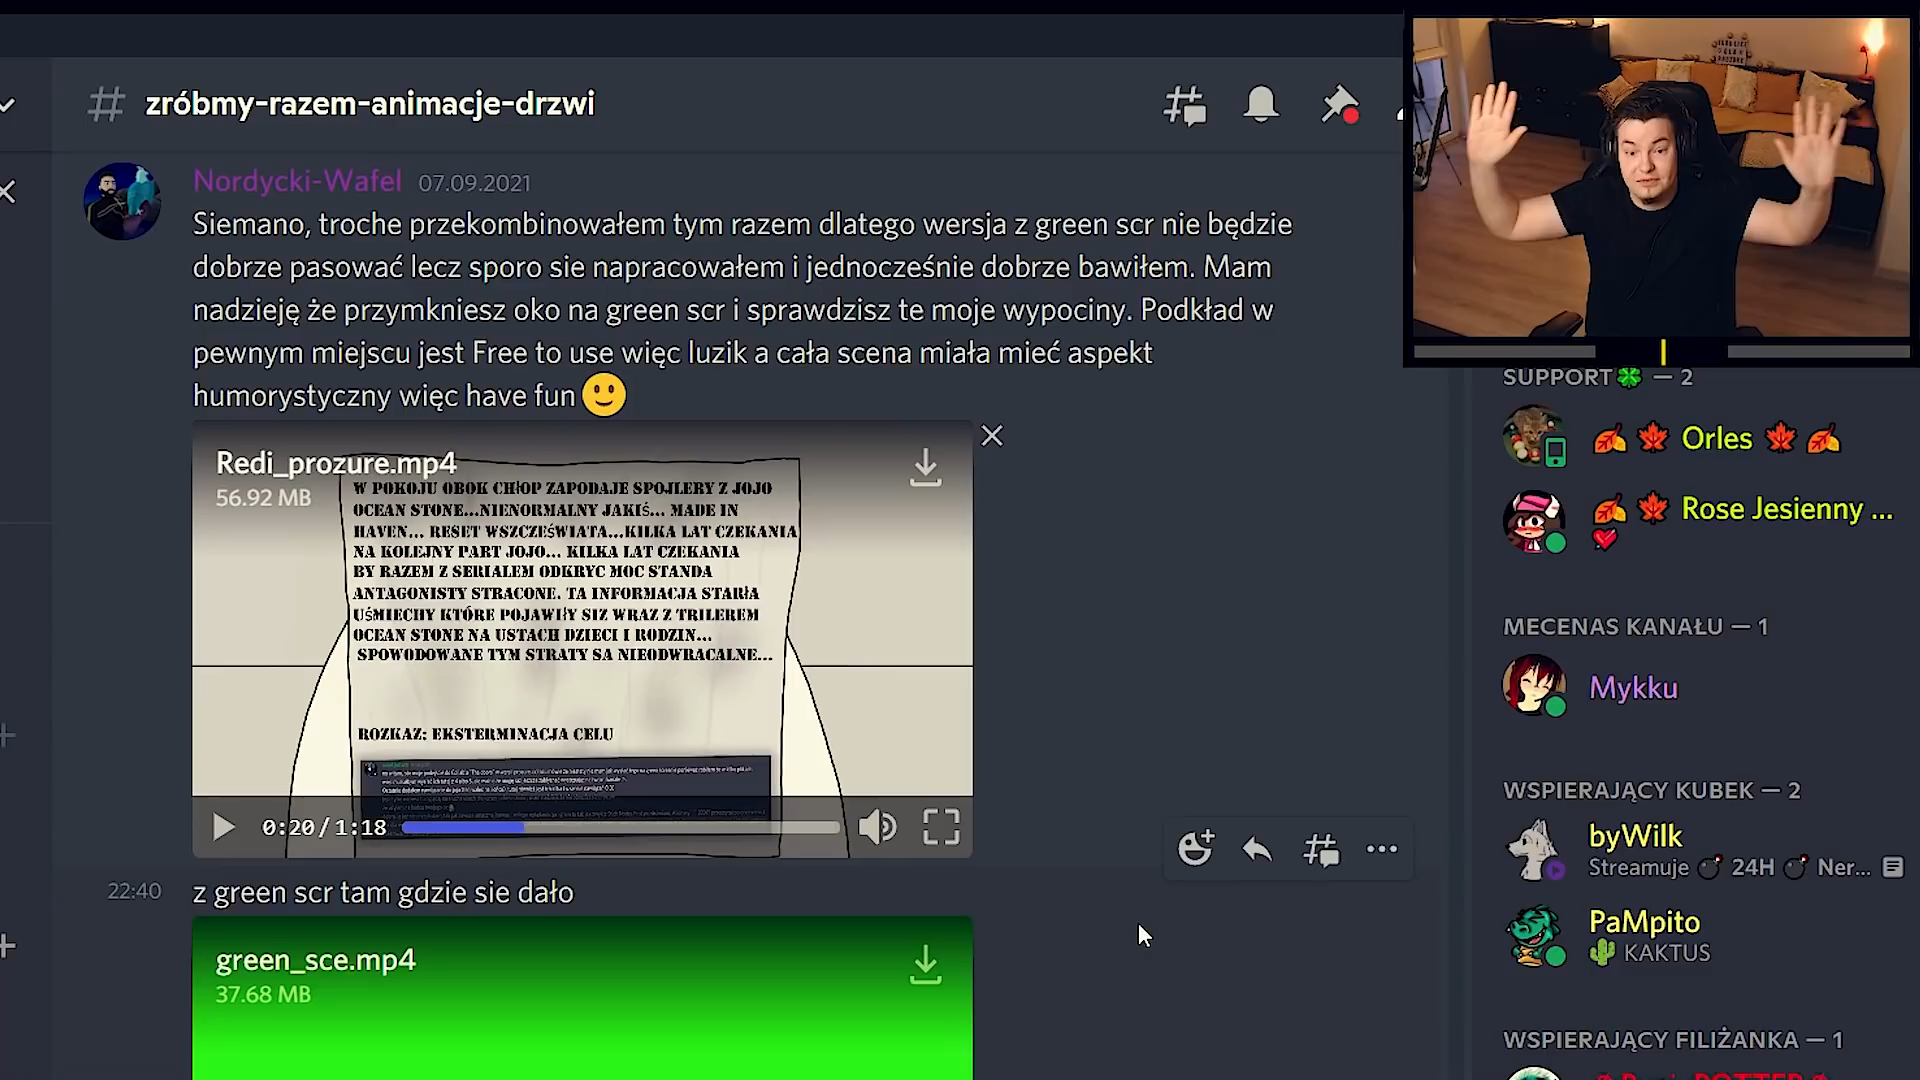 zróbmy-razem-animacje-drzwi
Nordycki-Wafel 07.09.2021
Siemano, troche przekombinowałem tym razem dlatego wersja z green scr nie będzie
dobrze pasować lecz sporo sie napracowałem i jednocześnie dobrze bawiłem. Mam
nadzieję że przymkniesz oko na green scr i sprawdzisz te moje wypociny. Podkład w
pewnym miejscu jest Free to use więc luzik a cała scena miała mieć aspekt
humorystyczny więc have fun
Redi_prozure.mp4
56.92 MB
W POKOJU OBOK CHŁOP ZAPODAJE SPOJLERY Z JOJO
OCEAN STONE...NIENORMALNY JAKIŚ... MADE IN
HAVEN... RESET WSZCZEŚWIATA...KILKA LAT CZEKANIA
NA KOLEJNY PART JOJO... KILKA LAT CZEKANIA
BY RAZEM Z SERIALEM ODKRYC MOC STANDA
ANTAGONISTY STRACONE. TA INFORMACJA STARŁA
UŚMIECHY KTÓRE POJAWIŁY SIZ WRAZ Z TRILEREM
OCEAN STONE NA USTACH DZIECI I RODZIN...
SPOWODOWANE TYM STRATY SA NIEODWRACALNE...
ROZKAZ: EKSTERMINACJA CELU
0:20/1:18
22:40 z green scr tam gdzie sie dało
green_sce.mp4
37.68 MB
SUPPORT — 2
Orles
Rose Jesienny ...
MECENAS KANAŁU — 1
Mykku
WSPIERAJĄCY KUBEK — 2
byWilk
Streamuje 24H Ner...
PaMpito
KAKTUS
WSPIERAJĄCY FILIŻANKA — 1